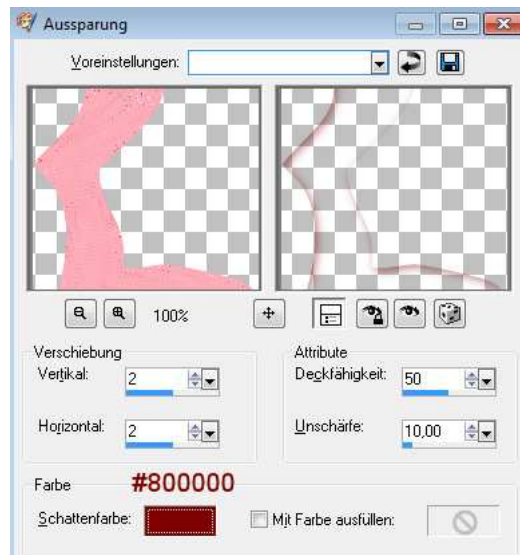 Aussparung
Voreinstellungen:
100%
Verschiebung
Vertikal: 2
Horizontal: 2
Attribute
Deckfähigkeit: 50
Unschärfe: 10,00
Farbe #800000
Schattenfarbe:
Mit Farbe ausfüllen: